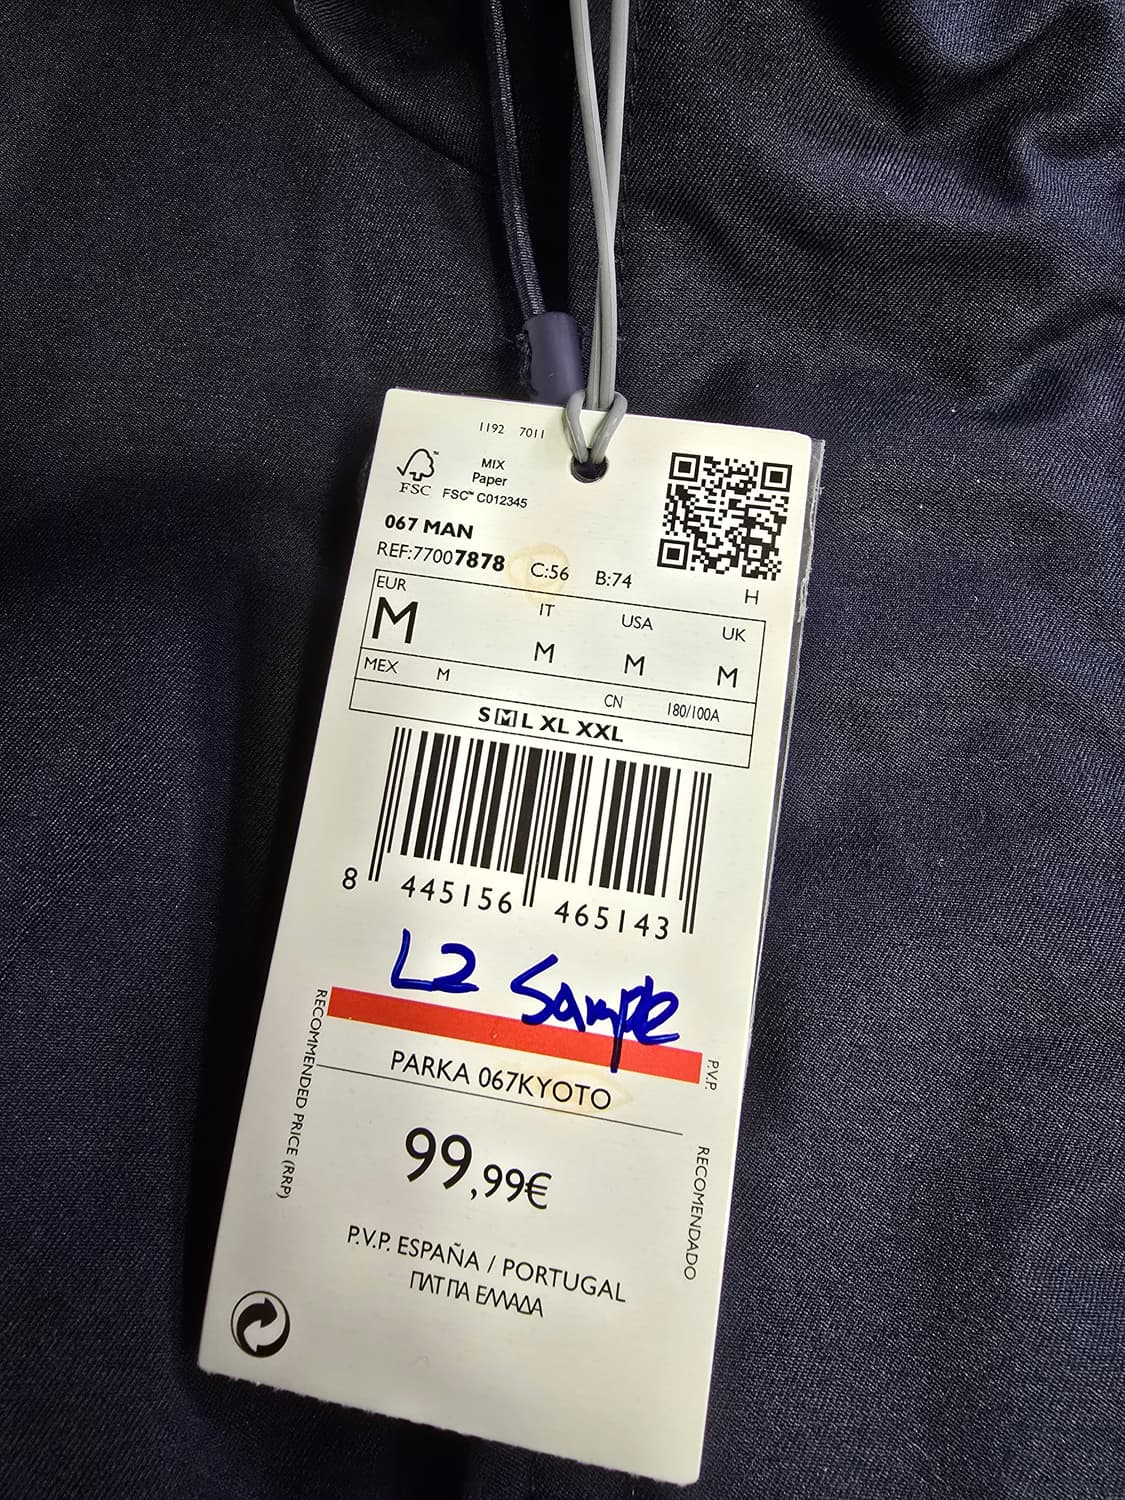 1192 7011
FSC™
MIX
Paper
FSC™ C012345
067 MAN
REF:77007878 C:56 B:74
H
EUR IT USA UK
M M M M
MEX M CN 180/100A
S M L XL XXL
8 445156 465143
L2 Sample
PARKA 067KYOTO
99,99€
P.V.P. ESPAÑA / PORTUGAL
ΠΛΤ ΓΙΑ ΕΛΛΑΔΑ
RECOMMENDED PRICE (RRP)
P.V.P. RECOMENDADO